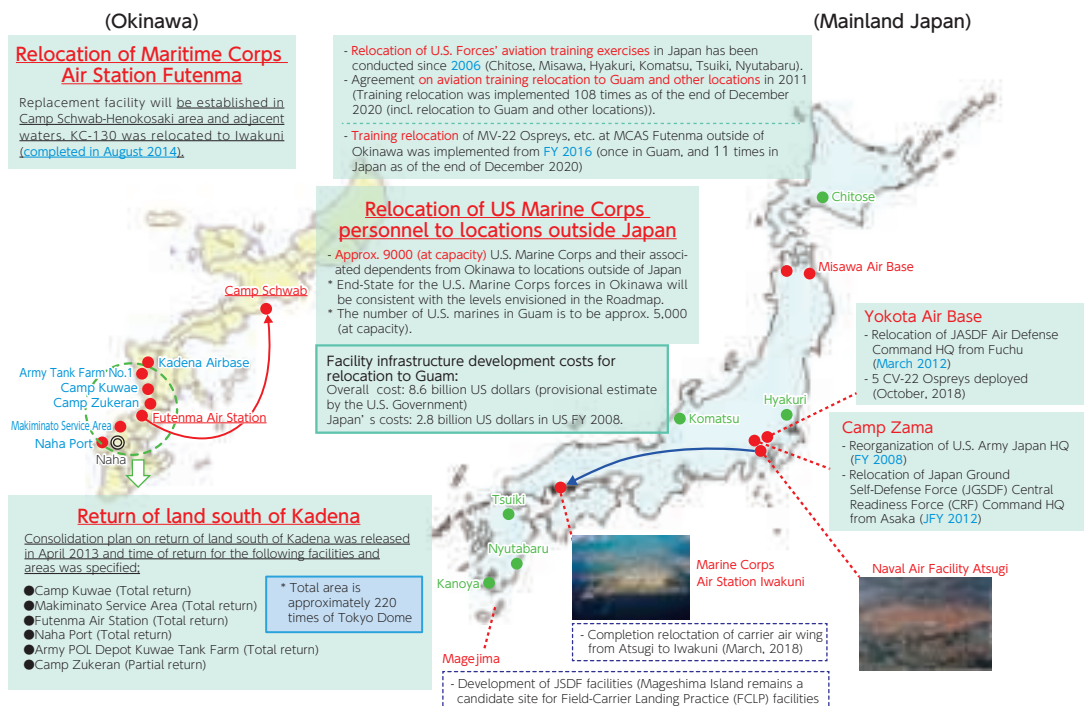 (Okinawa)
(Mainland Japan)
Relocation of Maritime Corps
Air Station Futenma
Replacement facility will be established in
Camp Schwab-Henokosaki area and adjacent
waters. KC-130 was relocated to Iwakuni
(completed in August 2014).
- Relocation of U.S. Forces' aviation training exercises in Japan has been
conducted since 2006 (Chitose, Misawa, Hyakuri, Komatsu, Tsuiki, Nyutabaru).
- Agreement on aviation training relocation to Guam and other locations in 2011
(Training relocation was implemented 108 times as of the end of December
2020 (incl. relocation to Guam and other locations)).
- Training relocation of MV-22 Ospreys, etc. at MCAS Futenma outside of
Okinawa was implemented from FY 2016 (once in Guam, and 11 times in
Japan as of the end of December 2020)
Relocation of US Marine Corps
personnel to locations outside Japan
- Approx. 9000 (at capacity) U.S. Marine Corps and their associ-
ated dependents from Okinawa to locations outside of Japan
* End-State for the U.S. Marine Corps forces in Okinawa will
be consistent with the levels envisioned in the Roadmap.
* The number of U.S. marines in Guam is to be approx. 5,000
(at capacity).
Facility infrastructure development costs for
relocation to Guam:
Overall cost: 8.6 billion US dollars (provisional estimate
by the U.S. Government)
Japan's costs: 2.8 billion US dollars in US FY 2008.
Camp Schwab
Kadena Airbase
Army Tank Farm No.1
Camp Kuwae
Camp Zukeran
Futenma Air Station
Makiminato Service Area
Naha Port
Naha
Return of land south of Kadena
Consolidation plan on return of land south of Kadena was released
in April 2013 and time of return for the following facilities and
areas was specified;
●Camp Kuwae (Total return)
●Makiminato Service Area (Total return)
●Futenma Air Station (Total return)
●Naha Port (Total return)
●Army POL Depot Kuwae Tank Farm (Total return)
●Camp Zukeran (Partial return)
* Total area is
approximately 220
times of Tokyo Dome
Chitose
Misawa Air Base
Yokota Air Base
- Relocation of JASDF Air Defense
Command HQ from Fuchu
(March 2012)
- 5 CV-22 Ospreys deployed
(October, 2018)
Hyakuri
Komatsu
Camp Zama
- Reorganization of U.S. Army Japan HQ
(FY 2008)
- Relocation of Japan Ground
Self-Defense Force (JGSDF) Central
Readiness Force (CRF) Command HQ
from Asaka (JFY 2012)
Tsuiki
Nyutabaru
Kanoya
Marine Corps
Air Station Iwakuni
Naval Air Facility Atsugi
- Completion reloctation of carrier air wing
from Atsugi to Iwakuni (March, 2018)
Magejima
- Development of JSDF facilities (Mageshima Island remains a
candidate site for Field-Carrier Landing Practice (FCLP) facilities